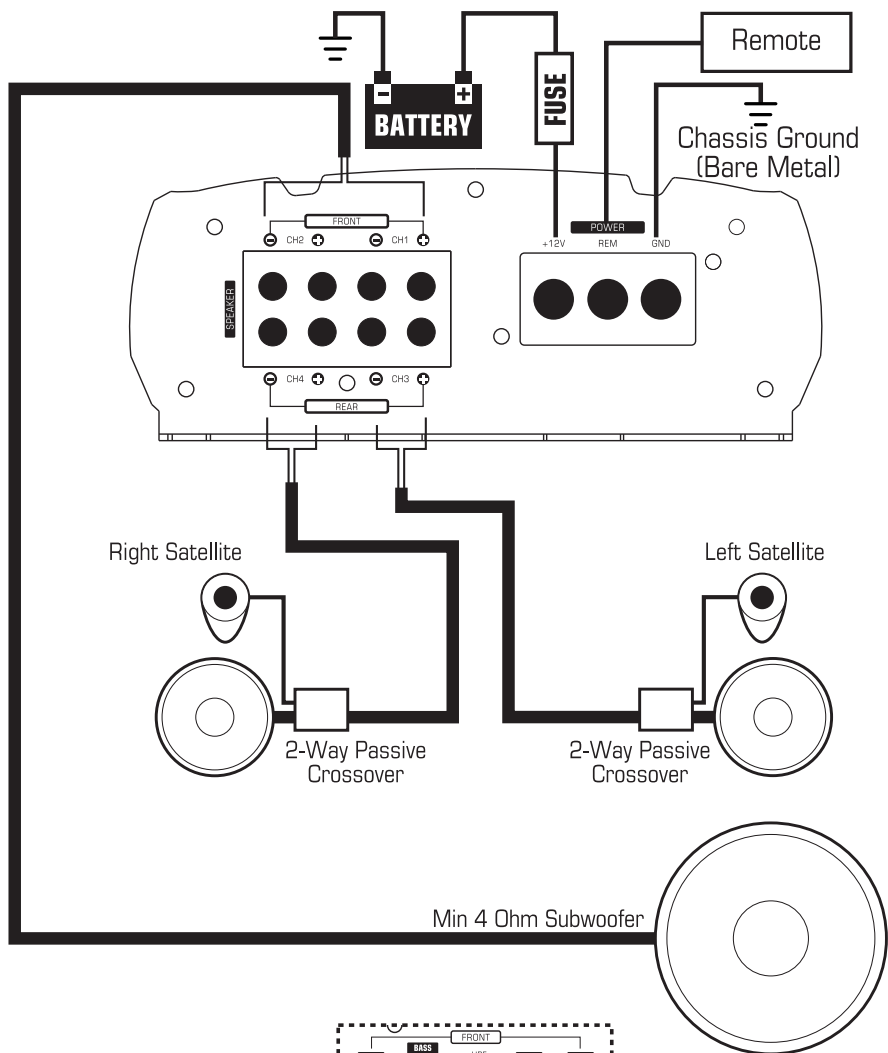 Remote
FUSE
- +
BATTERY
Chassis Ground
(Bare Metal)
FRONT
POWER
- CH2 + - CH1 +
+12V REM GND
SPEAKER
- CH4 + - CH3 +
REAR
Right Satellite
Left Satellite
2-Way Passive
Crossover
2-Way Passive
Crossover
Min 4 Ohm Subwoofer
FRONT
BASS